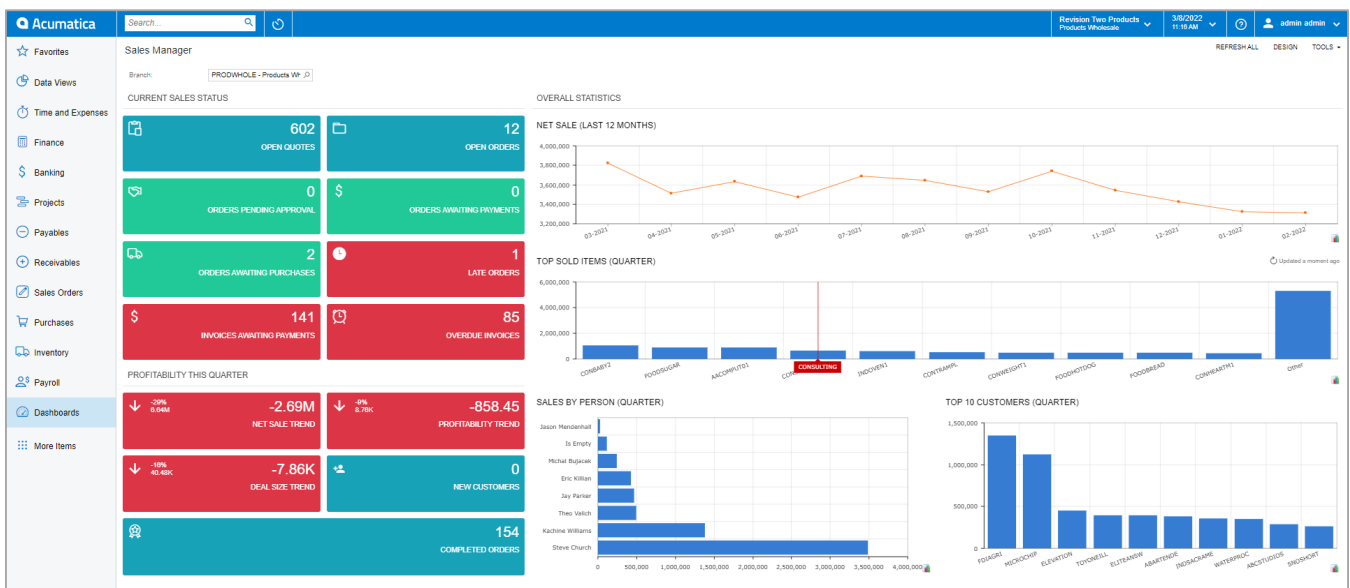 Acumatica
Search...
Revision Two Products
Products Wholesale
3/8/2022
11:16 AM
admin admin
Favorites
Data Views
Time and Expenses
Finance
Banking
Projects
Payables
Receivables
Sales Orders
Purchases
Inventory
Payroll
Dashboards
More Items
Sales Manager
REFRESH ALL DESIGN TOOLS
Branch: PRODWHOLE - Products WH
CURRENT SALES STATUS
602
OPEN QUOTES
12
OPEN ORDERS
0
ORDERS PENDING APPROVAL
$ 0
ORDERS AWAITING PAYMENTS
2
ORDERS AWAITING PURCHASES
1
LATE ORDERS
$ 141
INVOICES AWAITING PAYMENTS
85
OVERDUE INVOICES
PROFITABILITY THIS QUARTER
-29%
6.64M
-2.69M
NET SALE TREND
-9%
8.76K
-858.45
PROFITABILITY TREND
-16%
40.48K
-7.86K
DEAL SIZE TREND
0
NEW CUSTOMERS
154
COMPLETED ORDERS
OVERALL STATISTICS
NET SALE (LAST 12 MONTHS)
4,000,000
3,800,000
3,600,000
3,400,000
3,200,000
03-2021 04-2021 05-2021 06-2021 07-2021 08-2021 09-2021 10-2021 11-2021 12-2021 01-2022 02-2022
TOP SOLD ITEMS (QUARTER)
Updated a moment ago
6,000,000
4,000,000
2,000,000
0
CONBABY2 FOODSUGAR AACOMPUT01 CONSULTING INDOVEN1 CONTRAMPL CONWEIGHT1 FOODHOTDOG FOODBREAD CONHEARTM1 Other
SALES BY PERSON (QUARTER)
Jason Mendenhall
Is Empty
Michal Bujacek
Eric Killian
Jay Parker
Theo Valich
Kachine Williams
Steve Church
0 500,000 1,000,000 1,500,000 2,000,000 2,500,000 3,000,000 3,500,000 4,000,000
TOP 10 CUSTOMERS (QUARTER)
1,500,000
1,000,000
500,000
0
FDIAGRI MICROCHIP ELEVATION TOYONEILL ELITEANSW ABARTENDE INDSACRAME WATERPROC ABCSTUDIOS SNOSHORT